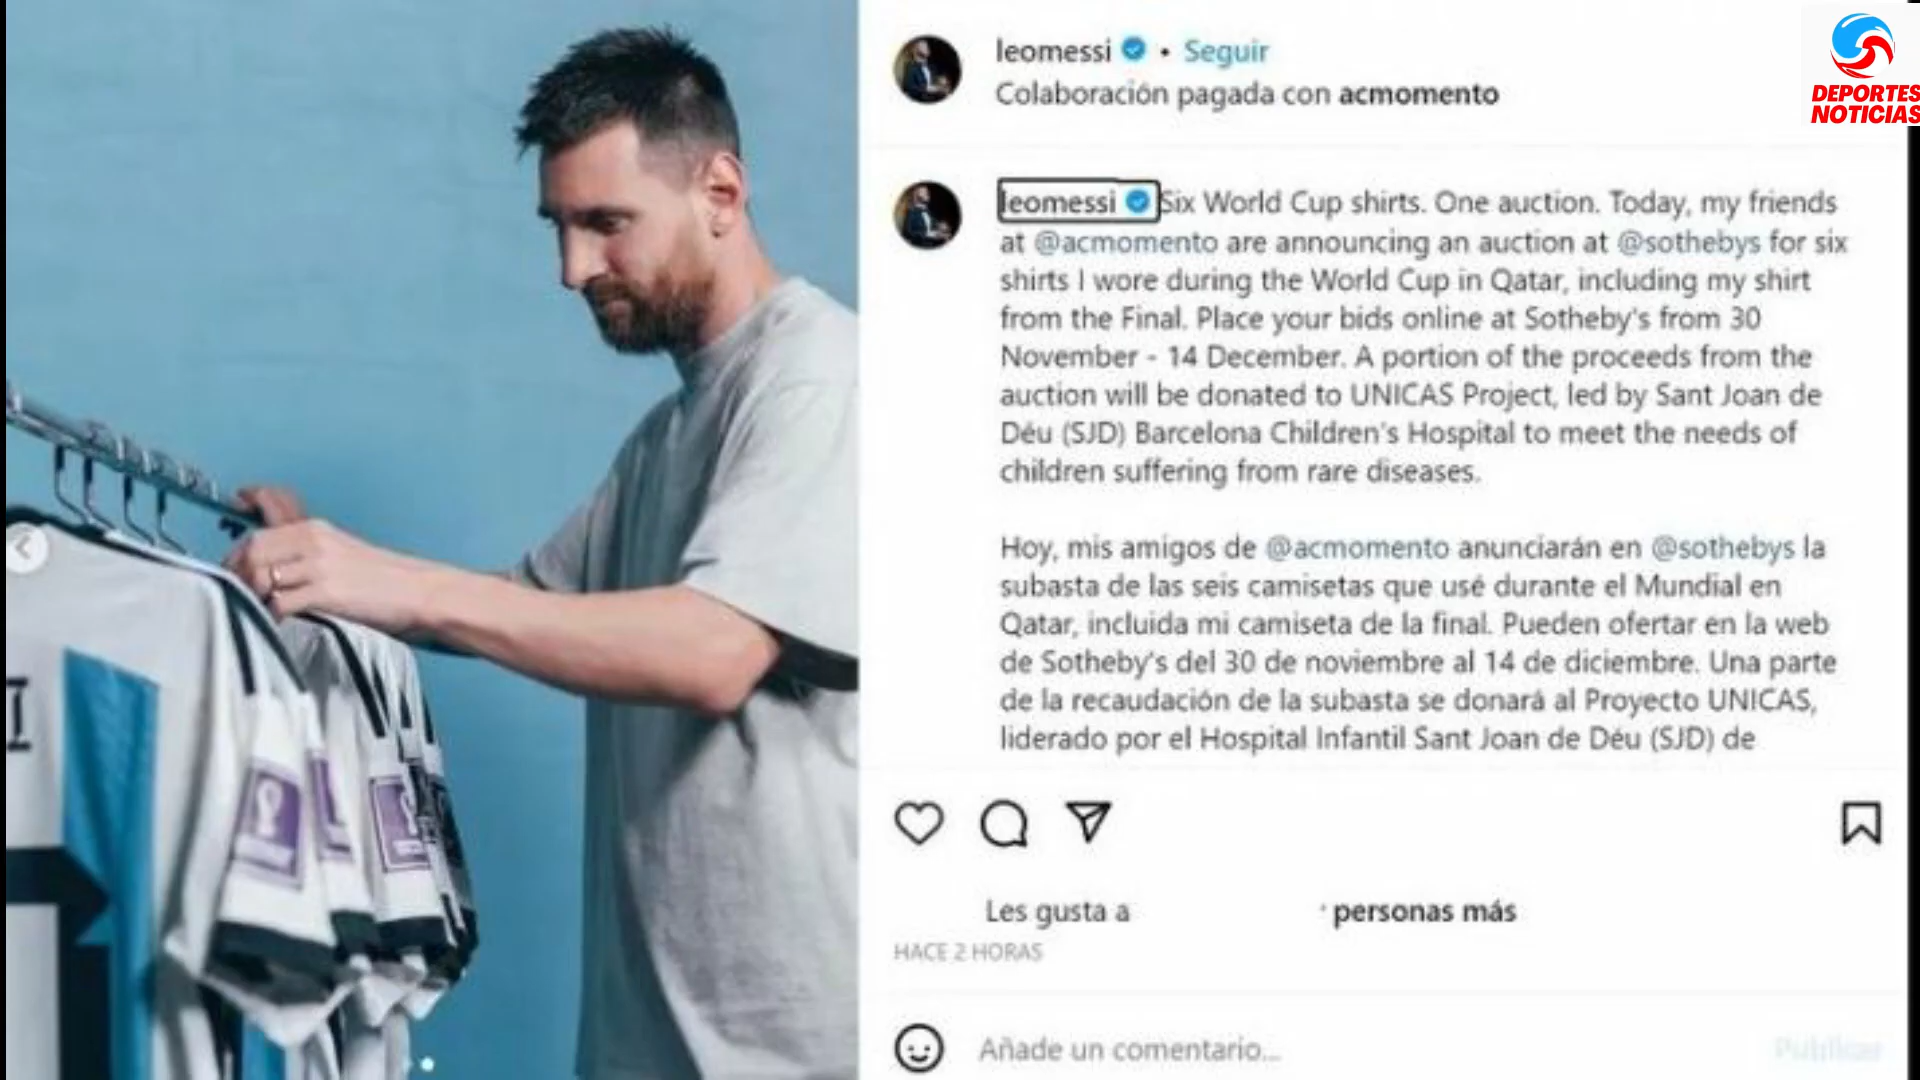 leomessi • Seguir
Colaboración pagada con acmomento
DEPORTES
NOTICIAS
leomessi Six World Cup shirts. One auction. Today, my friends
at @acmomento are announcing an auction at @sothebys for six
shirts I wore during the World Cup in Qatar, including my shirt
from the Final. Place your bids online at Sotheby's from 30
November - 14 December. A portion of the proceeds from the
auction will be donated to UNICAS Project, led by Sant Joan de
Déu (SJD) Barcelona Children's Hospital to meet the needs of
children suffering from rare diseases.
Hoy, mis amigos de @acmomento anunciarán en @sothebys la
subasta de las seis camisetas que usé durante el Mundial en
Qatar, incluida mi camiseta de la final. Pueden ofertar en la web
de Sotheby's del 30 de noviembre al 14 de diciembre. Una parte
de la recaudación de la subasta se donará al Proyecto UNICAS,
liderado por el Hospital Infantil Sant Joan de Déu (SJD) de
Les gusta a personas más
HACE 2 HORAS
Añade un comentario...
Publicar